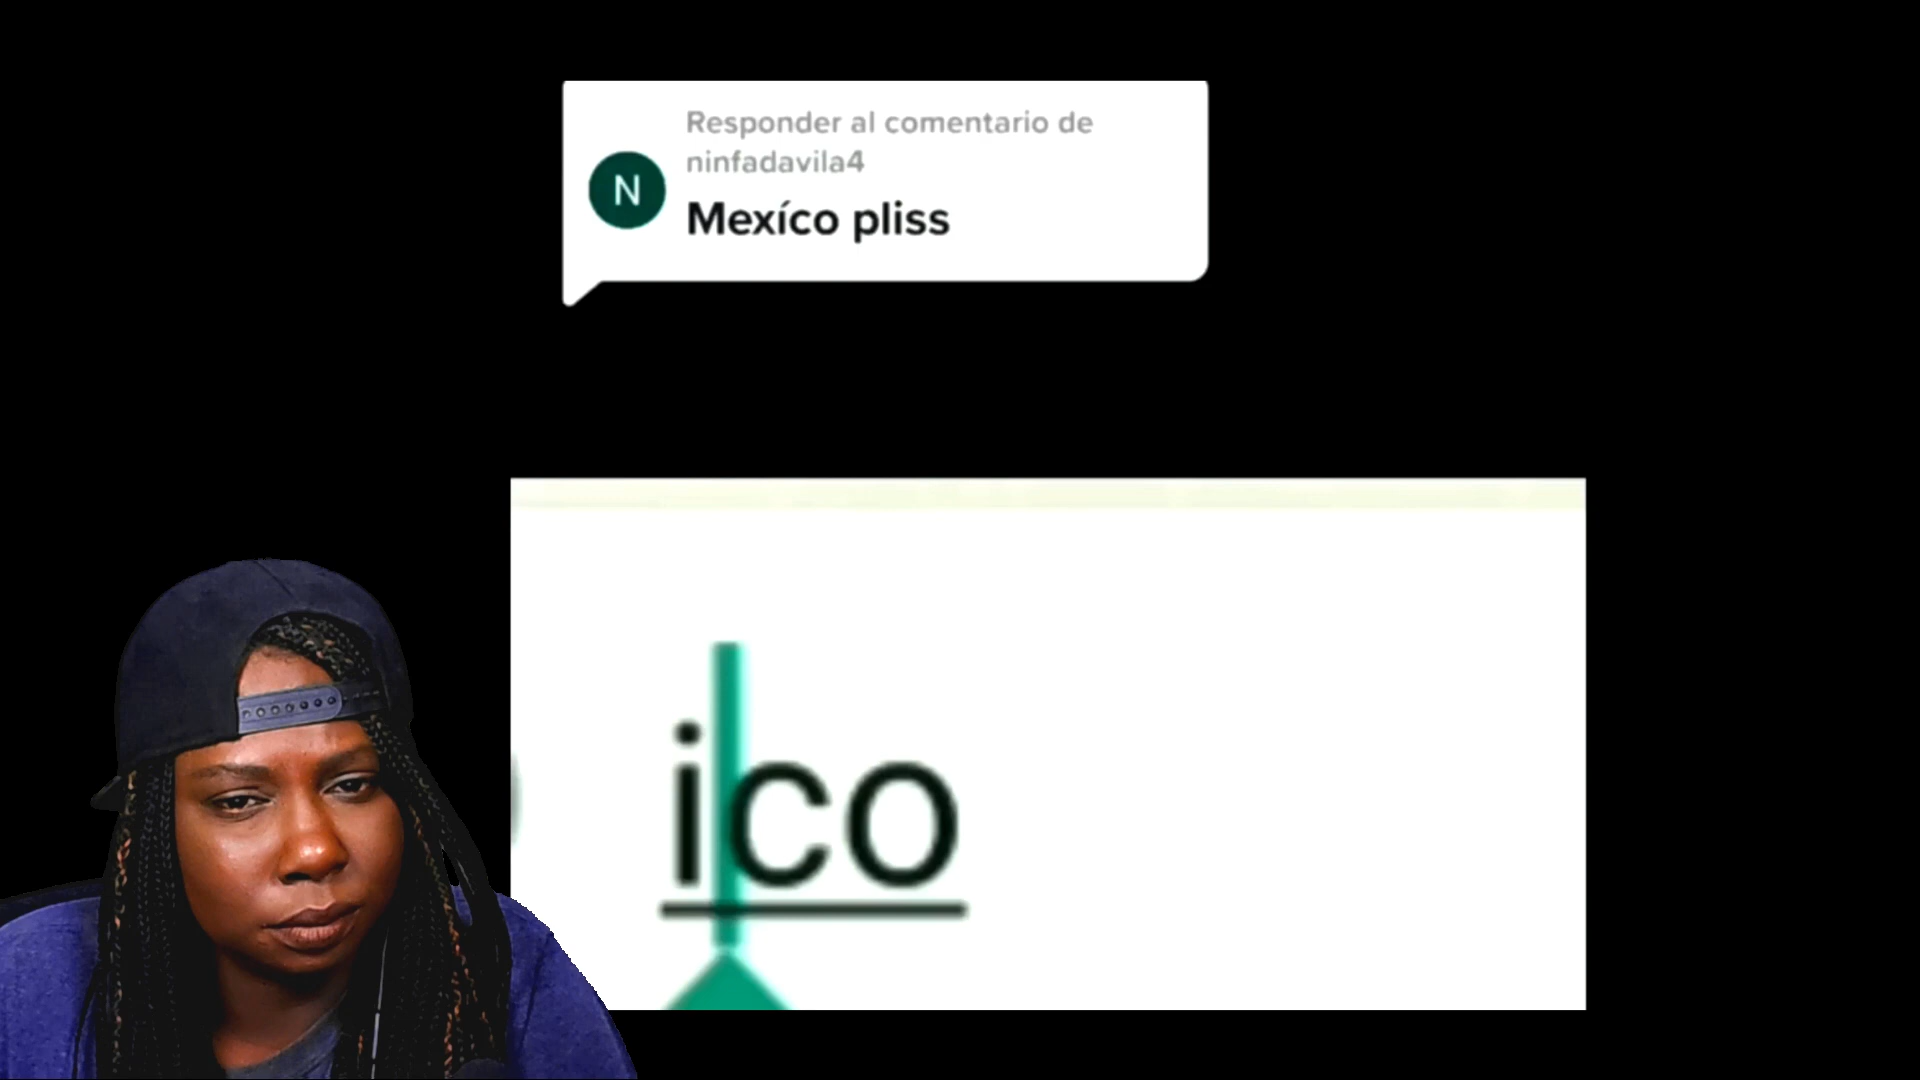 Responder al comentario de
ninfadavila4
N
Mexíco pliss
ico